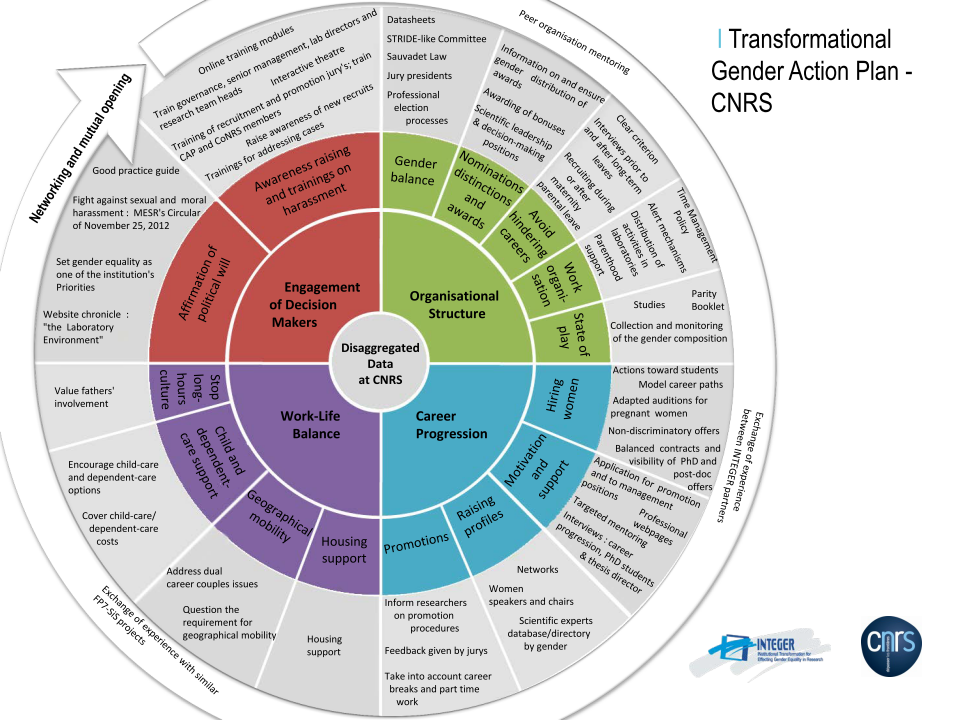 I Transformational
Gender Action Plan -
CNRS
Networking and mutual opening
Peer organisation mentoring
Exchange of experience
between INTEGER partners
Exchange of experience with similar
FP7-SiS projects
Disaggregated
Data
at CNRS
Engagement
of Decision
Makers
Organisational
Structure
Work-Life
Balance
Career
Progression
Affirmation of
political will
Awareness raising
and trainings on
harassment
Gender
balance
Nominations
distinctions
and
awards
Avoid
hindering
careers
Work
organi-
sation
State of
play
Hiring
women
Motivation
and
support
Raising
profiles
Promotions
Housing
support
Geographical
mobility
Child and
dependent-
care support
Stop
long-
hours
culture
Online training modules
Train governance, senior management, lab directors and
research team heads
Interactive theatre
Training of recruitment and promotion jury's; train
CAP and CoNRS members
Raise awareness of new recruits
Trainings for addressing cases
Datasheets
STRIDE-like Committee
Sauvadet Law
Jury presidents
Professional
election
processes
Information on and ensure
gender distribution of
awards
Awarding of bonuses
Scientific leadership
& decision-making
positions
Clear criterion
Interviews prior to
and after long-term
leaves
Recruiting during
or after
maternity
parental leave
Time Management
Policy
Alert mechanisms
Distribution of
activities in
laboratories
Parenthood
support
Studies
Parity
Booklet
Collection and monitoring
of the gender composition
Actions toward students
Model career paths
Adapted auditions for
pregnant women
Non-discriminatory offers
Balanced contracts and
visibility of PhD and
post-doc
offers
Application for promotion
and to management
positions
Professional
webpages
Targeted mentoring
Interviews : career
progression, PhD students
& thesis director
Networks
Women
speakers and chairs
Scientific experts
database/directory
by gender
Inform researchers
on promotion
procedures
Feedback given by jurys
Take into account career
breaks and part time
work
Housing
support
Address dual
career couples issues
Question the
requirement for
geographical mobility
Encourage child-care
and dependent-care
options
Cover child-care/
dependent-care
costs
Value fathers'
involvement
Good practice guide
Fight against sexual and moral
harassment : MESR's Circular
of November 25, 2012
Set gender equality as
one of the institution's
Priorities
Website chronicle :
"the Laboratory
Environment"
INTEGER
Institutional Transformation for
Effecting Gender Equality in Research
cnrs